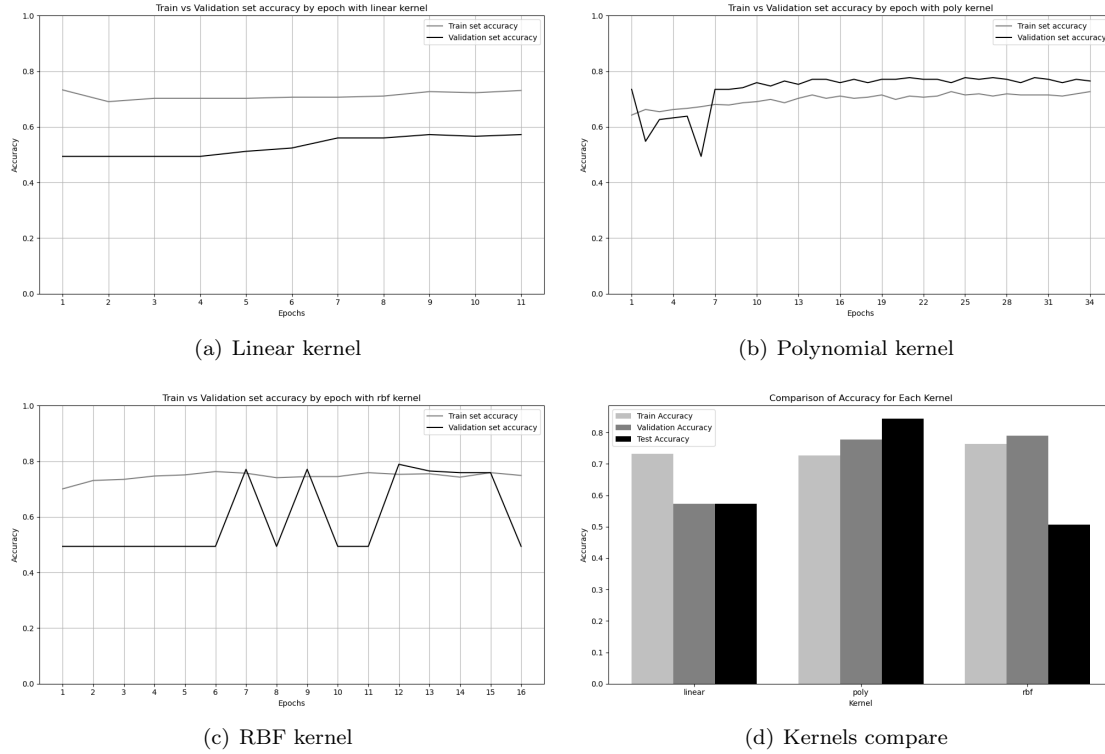 Train vs Validation set accuracy by epoch with linear kernel
1.0
0.8
0.6
0.4
0.2
0.0
Accuracy
Train set accuracy
Validation set accuracy
1 2 3 4 5 6 7 8 9 10 11
Epochs
(a) Linear kernel
Train vs Validation set accuracy by epoch with poly kernel
1.0
0.8
0.6
0.4
0.2
0.0
Accuracy
Train set accuracy
Validation set accuracy
1 4 7 10 13 16 19 22 25 28 31 34
Epochs
(b) Polynomial kernel
Train vs Validation set accuracy by epoch with rbf kernel
1.0
0.8
0.6
0.4
0.2
0.0
Accuracy
Train set accuracy
Validation set accuracy
1 2 3 4 5 6 7 8 9 10 11 12 13 14 15 16
Epochs
(c) RBF kernel
Comparison of Accuracy for Each Kernel
0.8
0.7
0.6
0.5
0.4
0.3
0.2
0.1
0.0
Accuracy
Train Accuracy
Validation Accuracy
Test Accuracy
linear poly rbf
Kernel
(d) Kernels compare